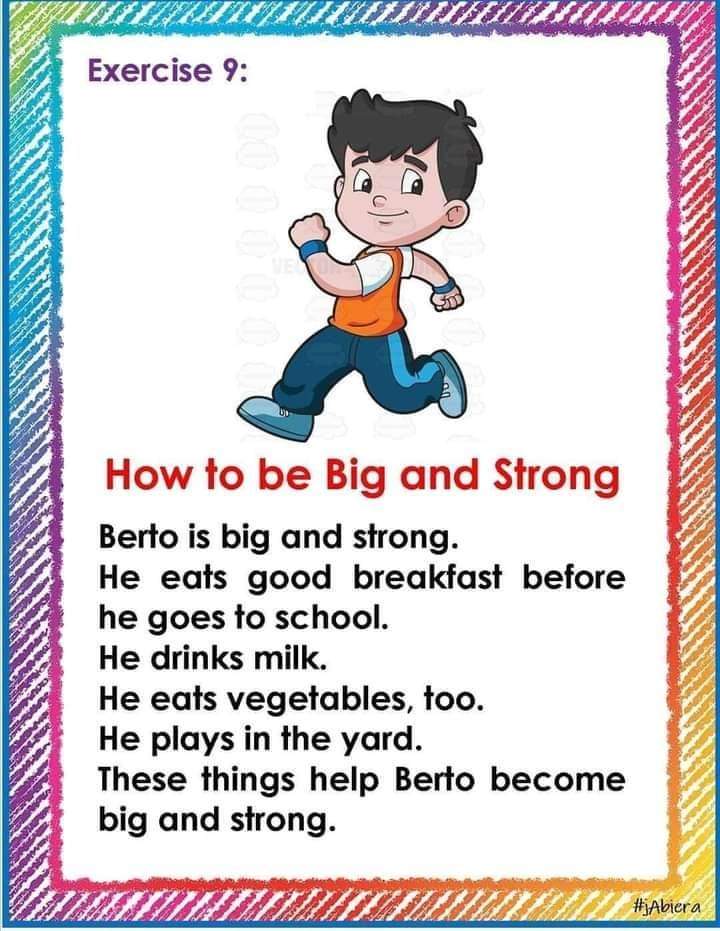 Exercise 9:
How to be Big and Strong
Berto is big and strong.
He eats good breakfast before
he goes to school.
He drinks milk.
He eats vegetables, too.
He plays in the yard.
These things help Berto become
big and strong.
#jAbiera